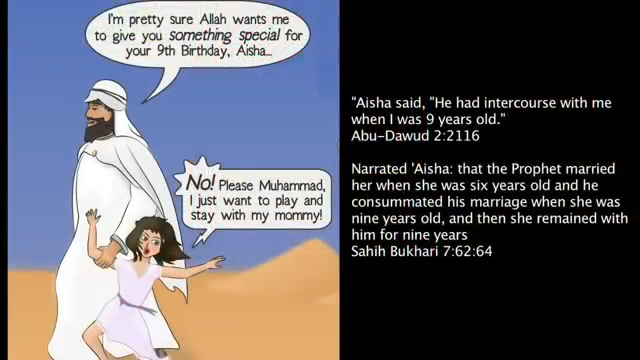 I'm pretty sure Allah wants me
to give you something special for
your 9th Birthday, Aisha...
No! Please Muhammad,
I just want to play and
stay with my mommy!
"Aisha said, "He had intercourse with me
when I was 9 years old."
Abu-Dawud 2:2116
Narrated 'Aisha: that the Prophet married
her when she was six years old and he
consummated his marriage when she was
nine years old, and then she remained with
him for nine years
Sahih Bukhari 7:62:64